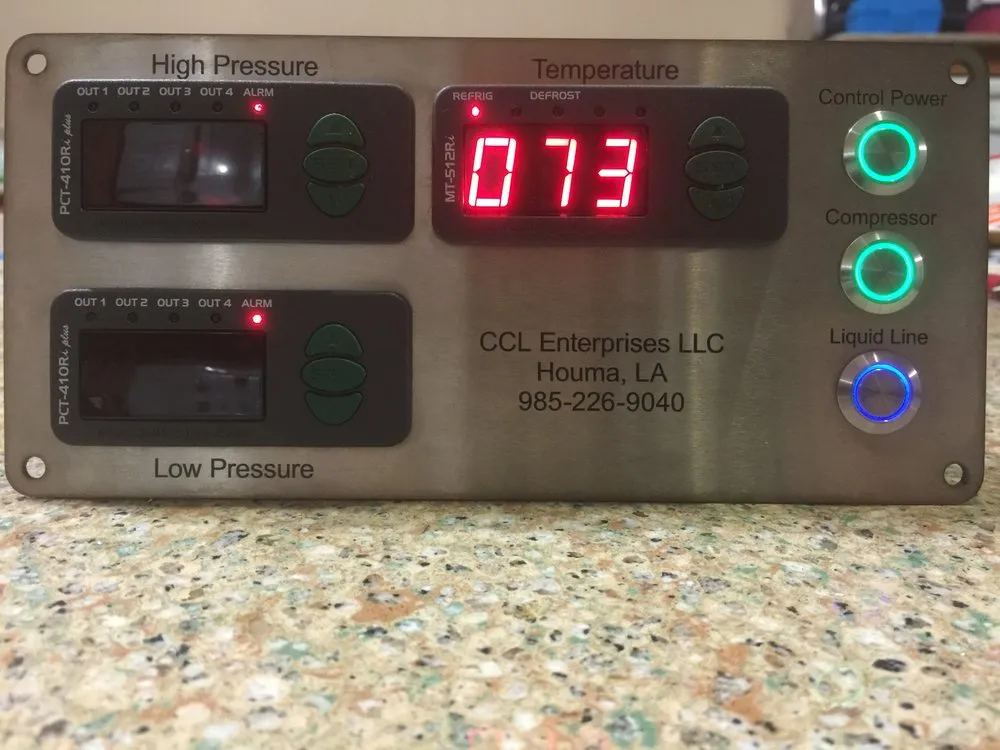 High Pressure
OUT 1 OUT 2 OUT 3 OUT 4 ALRM
PCT-410Ri plus
Temperature
REFRIG DEFROST
MT-512Ri
073
Control Power
Compressor
Liquid Line
OUT 1 OUT 2 OUT 3 OUT 4 ALRM
PCT-410Ri plus
Low Pressure
CCL Enterprises LLC
Houma, LA
985-226-9040